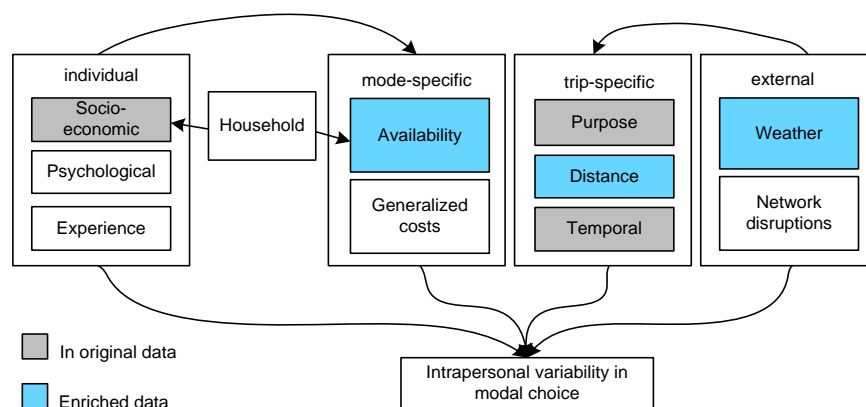 individual
Socio-
economic
Psychological
Experience
Household
mode-specific
Availability
Generalized
costs
trip-specific
Purpose
Distance
Temporal
external
Weather
Network
disruptions
In original data
Enriched data
Intrapersonal variability in
modal choice